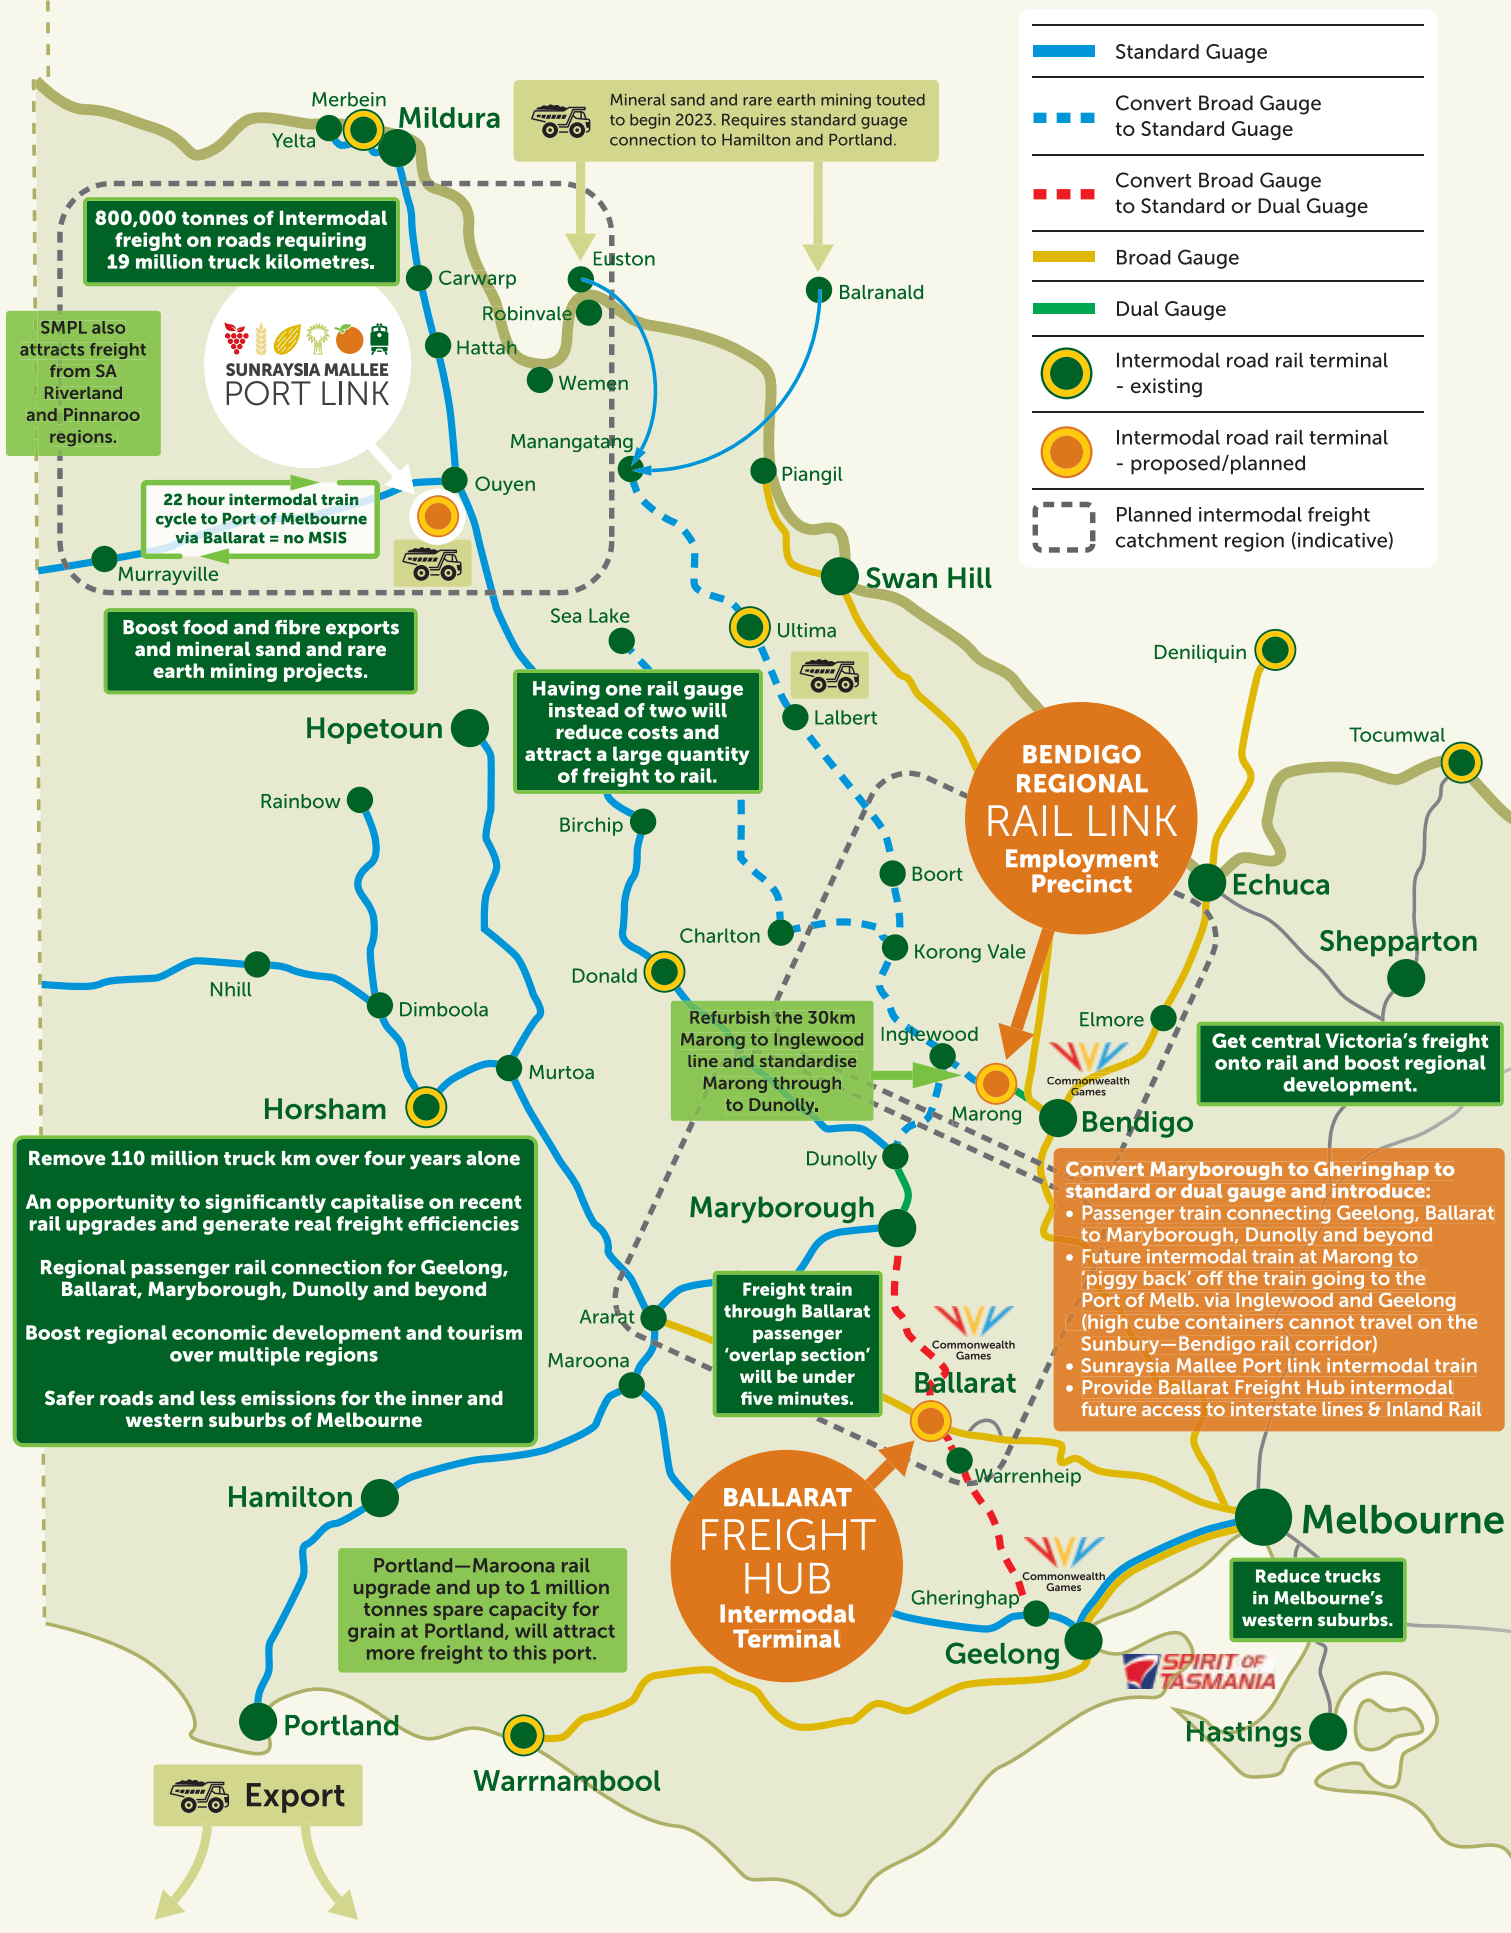 Standard Guage
Convert Broad Gauge
to Standard Guage
Convert Broad Gauge
to Standard or Dual Guage
Broad Gauge
Dual Gauge
Intermodal road rail terminal
- existing
Intermodal road rail terminal
- proposed/planned
Planned intermodal freight
catchment region (indicative)
Merbein
Mildura
Yelta
Mineral sand and rare earth mining touted
to begin 2023. Requires standard guage
connection to Hamilton and Portland.
800,000 tonnes of Intermodal
freight on roads requiring
19 million truck kilometres.
Euston
Carwarp
Balranald
Robinvale
SMPL also
attracts freight
from SA
Riverland
and Pinnaroo
regions.
SUNRAYSIA MALLEE
PORT LINK
Hattah
Wemen
Manangatang
Piangil
Ouyen
22 hour intermodal train
cycle to Port of Melbourne
via Ballarat = no MSIS
Murrayville
Swan Hill
Boost food and fibre exports
and mineral sand and rare
earth mining projects.
Sea Lake
Ultima
Deniliquin
Having one rail gauge
instead of two will
reduce costs and
attract a large quantity
of freight to rail.
Lalbert
Hopetoun
Tocumwal
BENDIGO
REGIONAL
RAIL LINK
Employment
Precinct
Rainbow
Birchip
Boort
Echuca
Charlton
Korong Vale
Shepparton
Donald
Nhill
Dimboola
Refurbish the 30km
Marong to Inglewood
line and standardise
Marong through
to Dunolly.
Inglewood
Elmore
Get central Victoria's freight
onto rail and boost regional
development.
Commonwealth
Games
Murtoa
Horsham
Marong
Bendigo
Remove 110 million truck km over four years alone
An opportunity to significantly capitalise on recent
rail upgrades and generate real freight efficiencies
Regional passenger rail connection for Geelong,
Ballarat, Maryborough, Dunolly and beyond
Boost regional economic development and tourism
over multiple regions
Safer roads and less emissions for the inner and
western suburbs of Melbourne
Dunolly
Maryborough
Convert Maryborough to Gheringhap to
standard or dual gauge and introduce:
• Passenger train connecting Geelong, Ballarat
to Maryborough, Dunolly and beyond
• Future intermodal train at Marong to
'piggy back' off the train going to the
Port of Melb. via Inglewood and Geelong
(high cube containers cannot travel on the
Sunbury—Bendigo rail corridor)
• Sunraysia Mallee Port link intermodal train
• Provide Ballarat Freight Hub intermodal
future access to interstate lines & Inland Rail
Freight train
through Ballarat
passenger
'overlap section'
will be under
five minutes.
Ararat
Maroona
Commonwealth
Games
Ballarat
Warrenheip
Hamilton
BALLARAT
FREIGHT
HUB
Intermodal
Terminal
Melbourne
Commonwealth
Games
Portland—Maroona rail
upgrade and up to 1 million
tonnes spare capacity for
grain at Portland, will attract
more freight to this port.
Gheringhap
Geelong
Reduce trucks
in Melbourne's
western suburbs.
SPIRIT OF
TASMANIA
Portland
Hastings
Warrnambool
Export